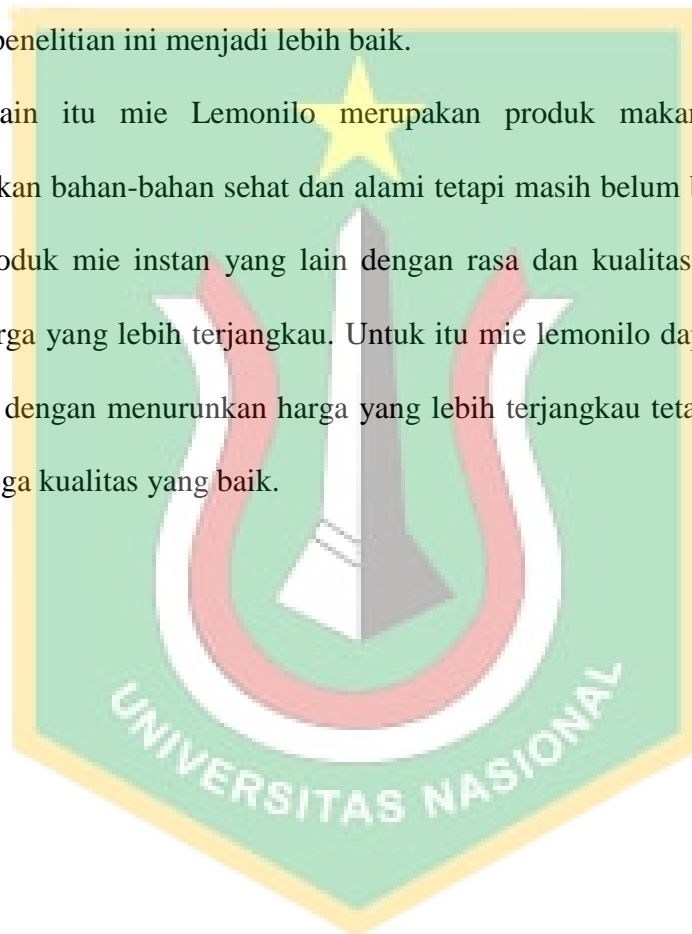 penelitian ini menjadi lebih baik.
ain itu mie Lemonilo merupakan produk makan
kan bahan-bahan sehat dan alami tetapi masih belum
oduk mie instan yang lain dengan rasa dan kualitas
rga yang lebih terjangkau. Untuk itu mie lemonilo dap
dengan menurunkan harga yang lebih terjangkau teta
ga kualitas yang baik.
UNIVERSITAS NASIONAL